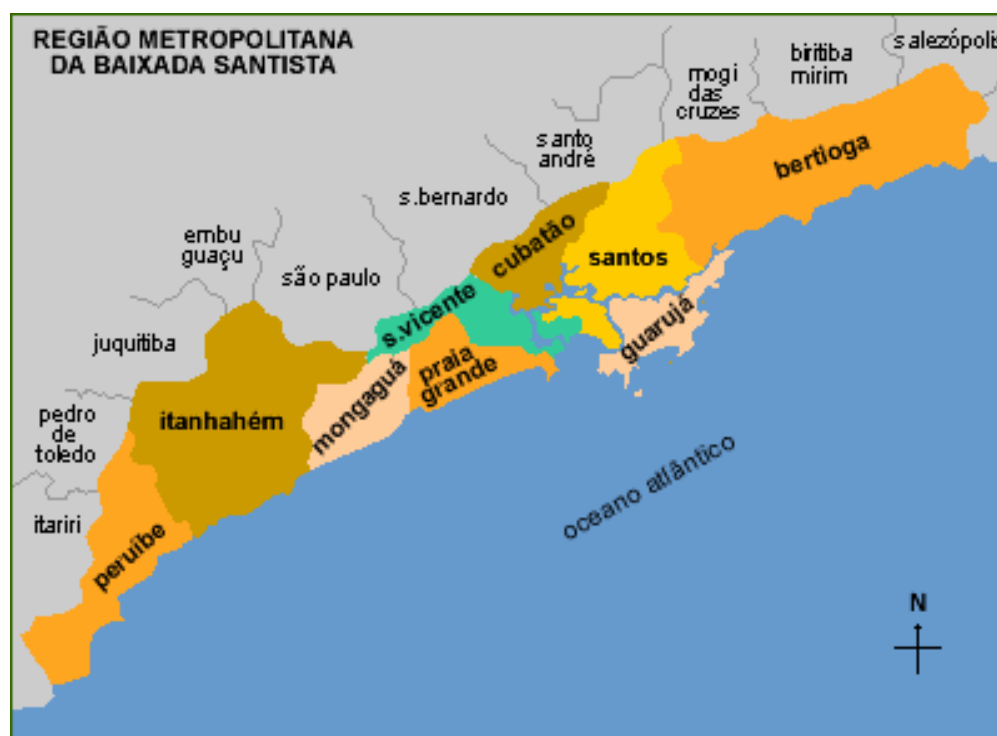 REGIÃO METROPOLITANA
DA BAIXADA SANTISTA
s alezópolis
biritiba
mirim
mogi
das
cruzes
santo
andré
bertioga
s.bernardo
cubatão
santos
embu
guaçu
são paulo
s.vicente
guarujá
juquitiba
praia
grande
mongaguá
itanhahém
pedro
de
toledo
oceano atlântico
itariri
peruíbe
N